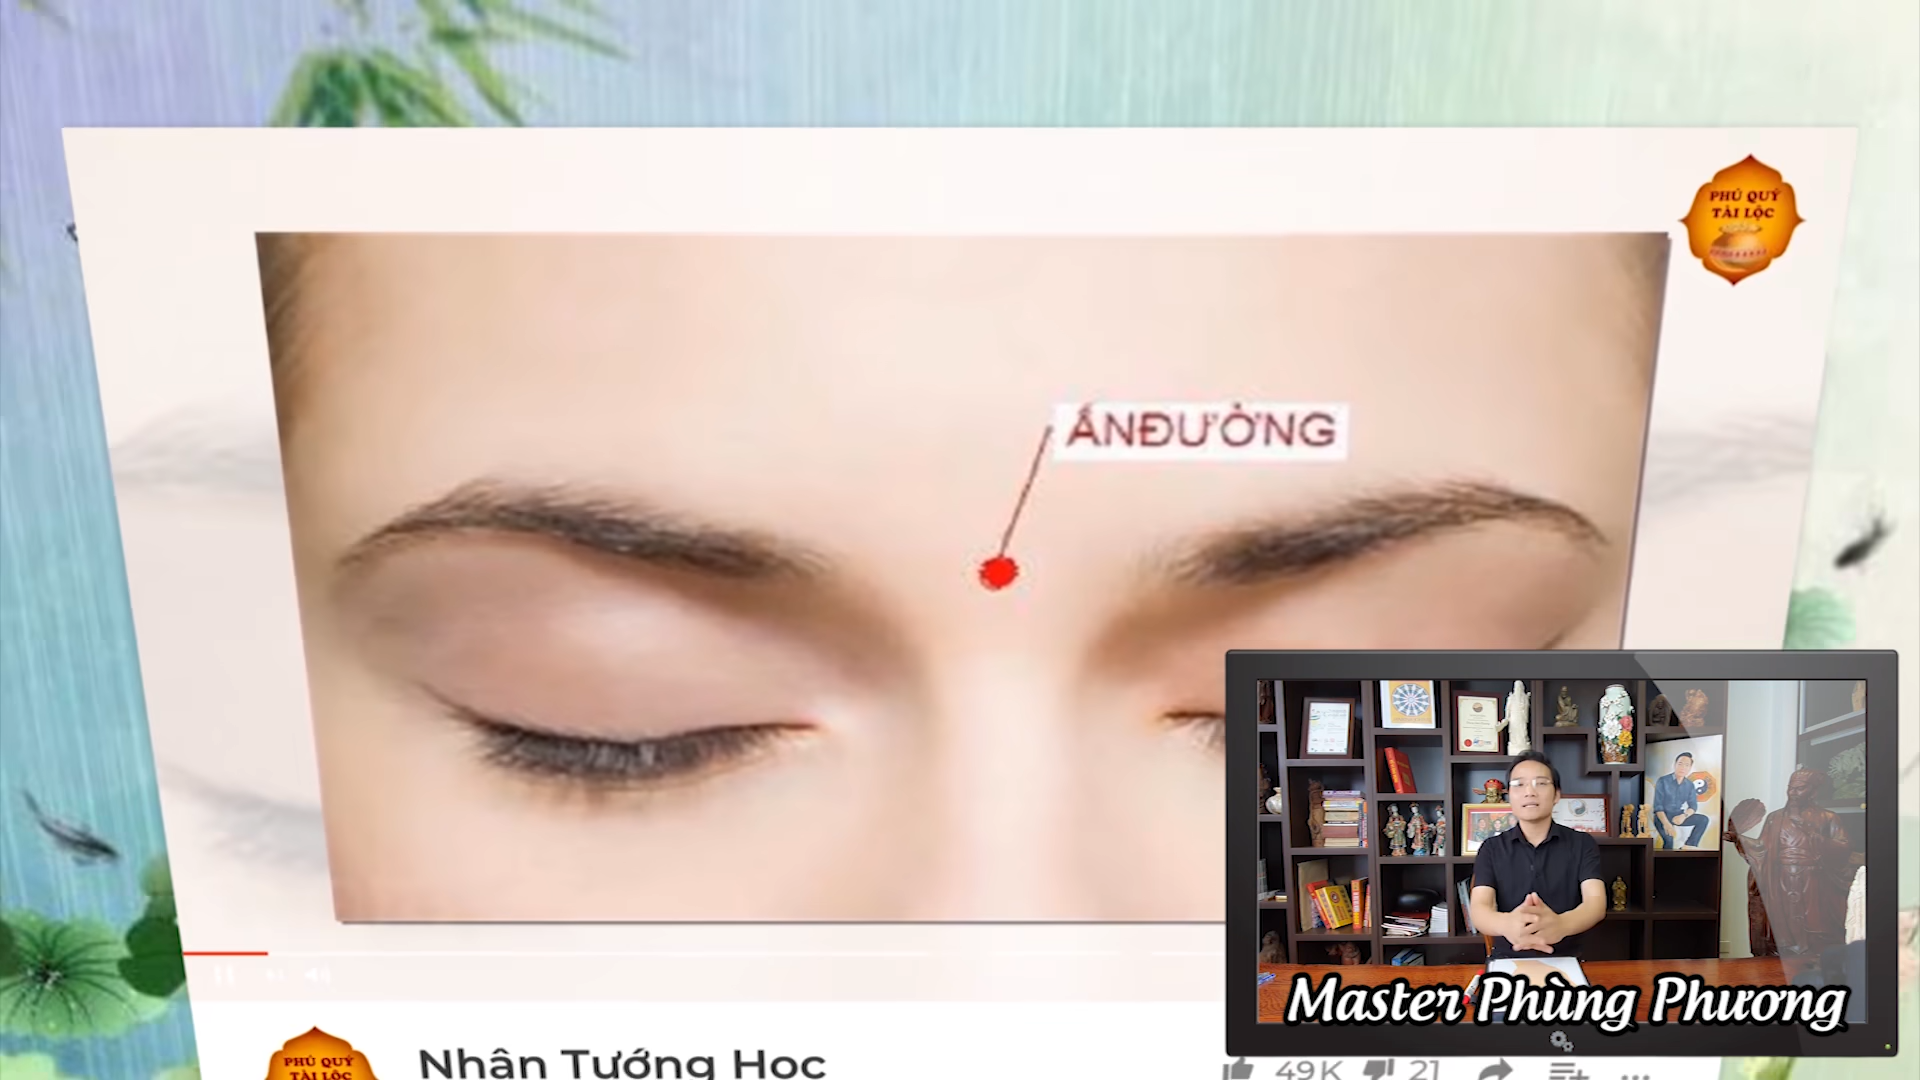 PHÚ QUÝ
TÀI LỘC
ẤNĐƯỜNG
Master Phùng Phương
PHÚ QUÝ
TÀI LỘC
Nhân Tướng Học
49K
21